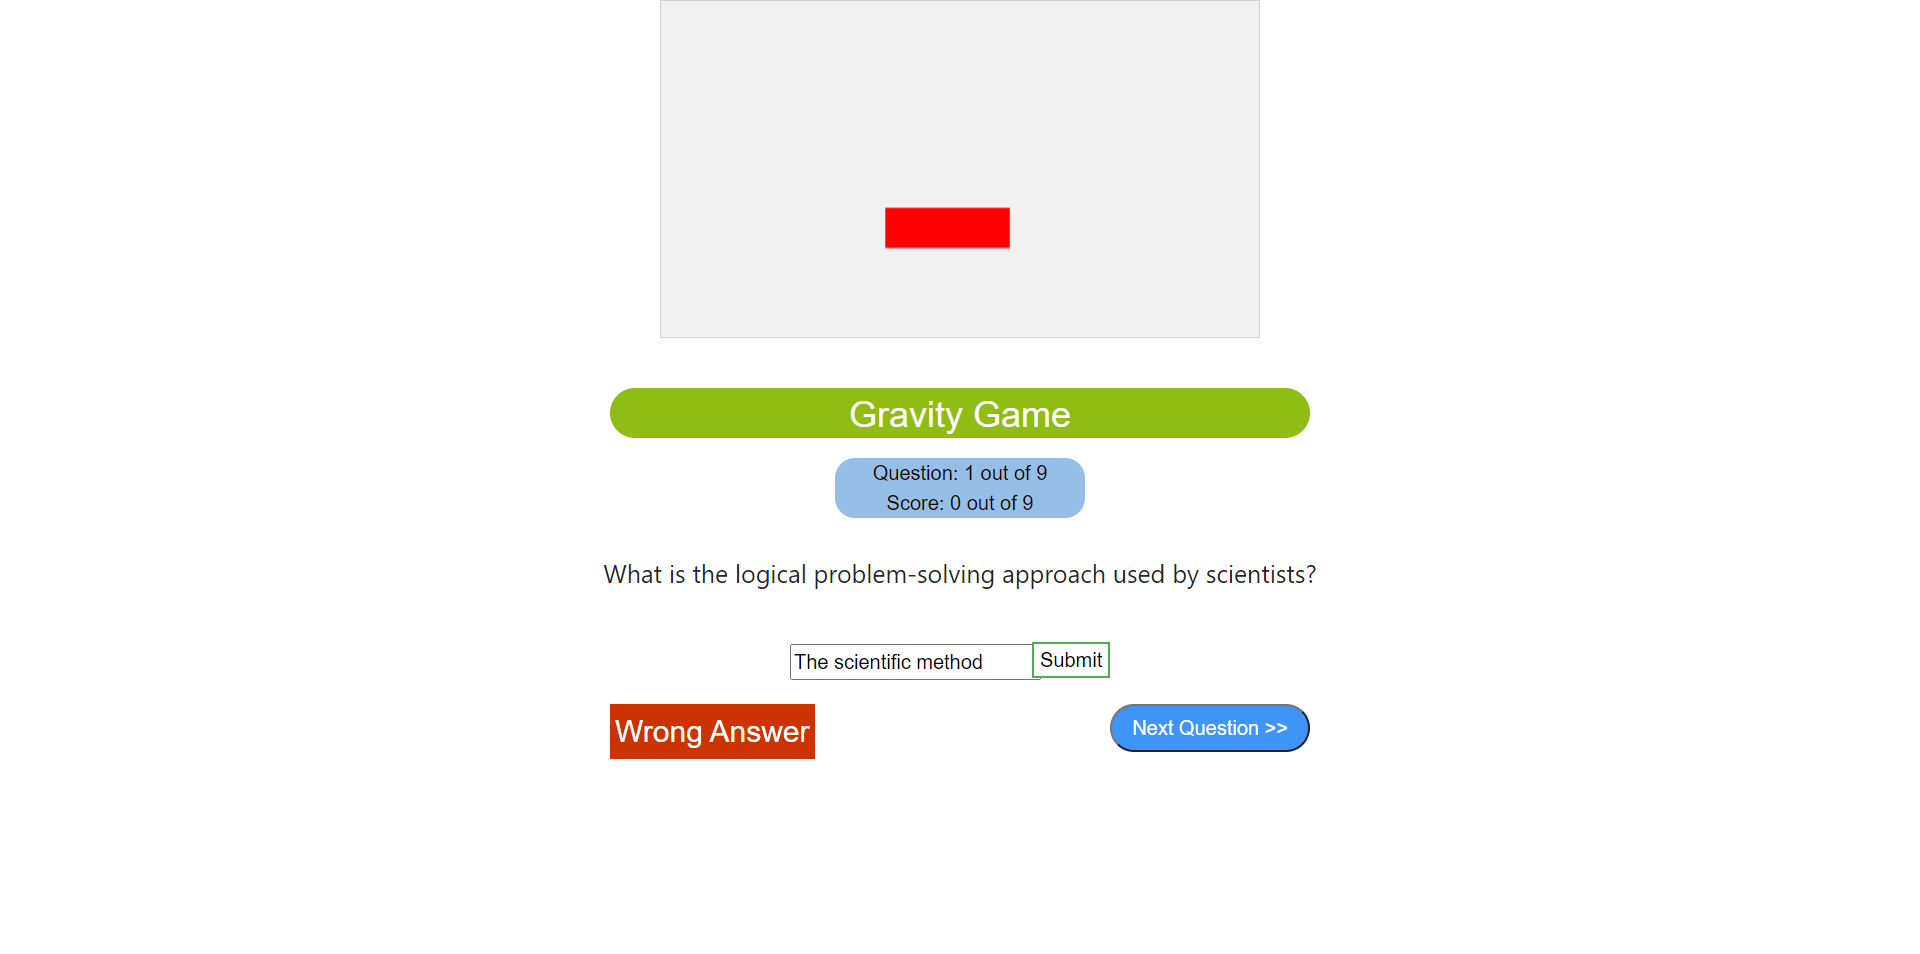 Gravity Game
Question: 1 out of 9
Score: 0 out of 9
What is the logical problem-solving approach used by scientists?
The scientific method
Submit
Wrong Answer
Next Question >>